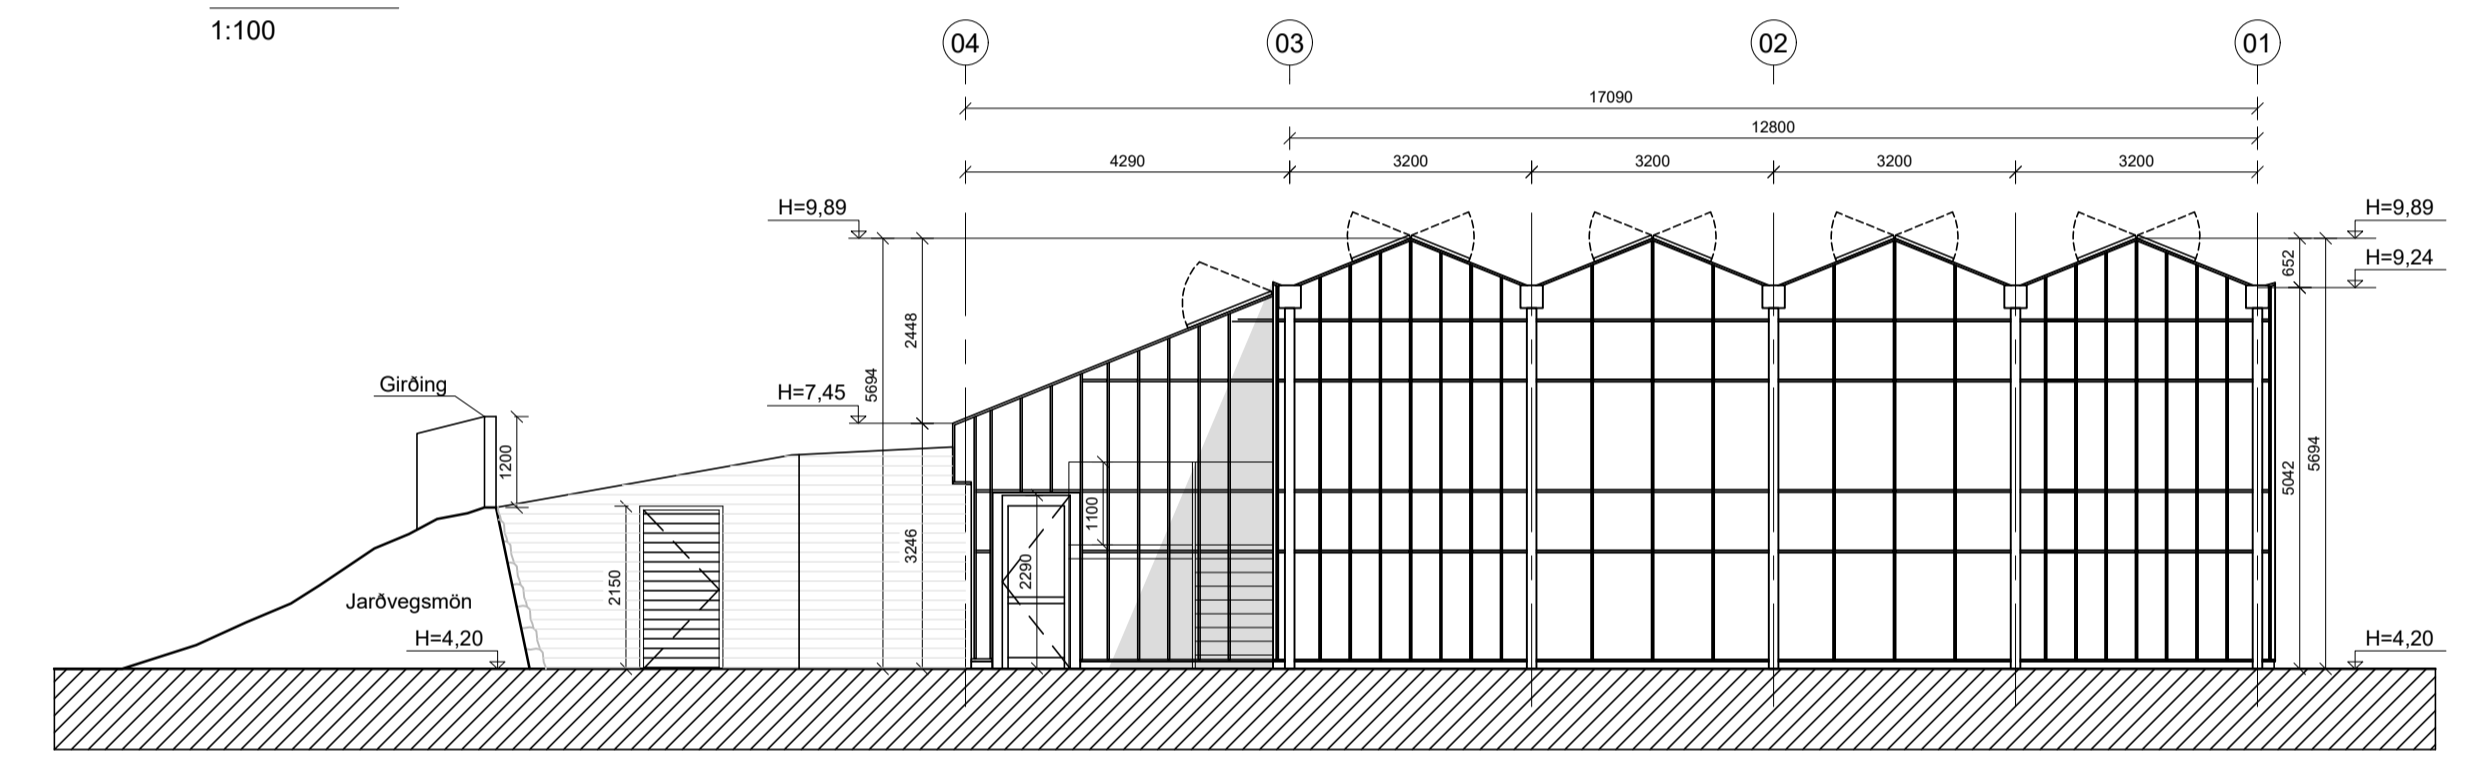 1:100
04
03
02
01
17090
12800
4290
3200
3200
3200
3200
H=9,89
H=9,89
H=9,24
652
2448
5694
H=7,45
Girðing
1200
5694
5042
1100
3246
2290
2150
Jarðvegsmön
H=4,20
H=4,20